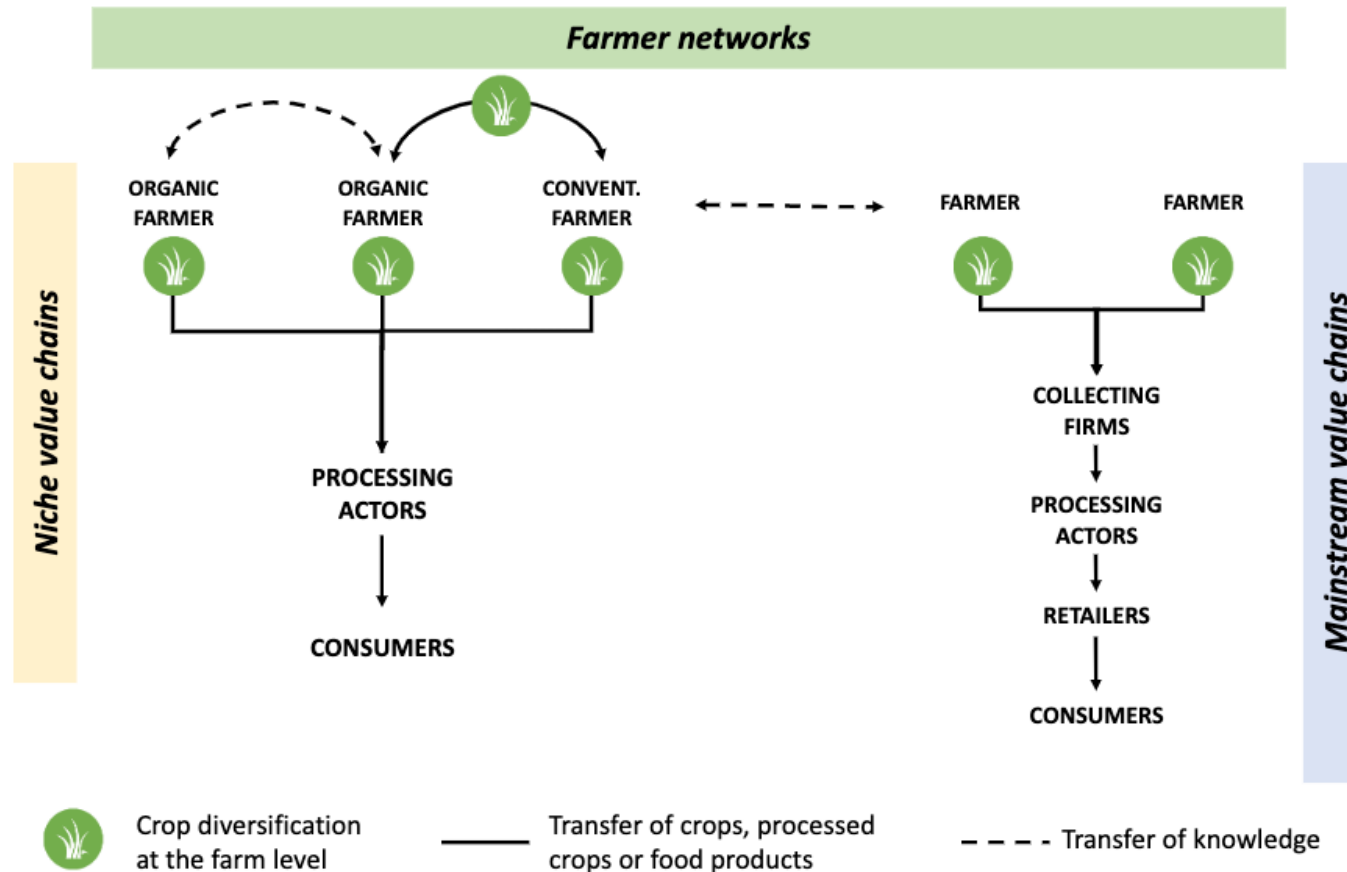 Farmer networks
Niche value chains
ORGANIC
FARMER
ORGANIC
FARMER
CONVENT.
FARMER
PROCESSING
ACTORS
CONSUMERS
FARMER
FARMER
COLLECTING
FIRMS
PROCESSING
ACTORS
RETAILERS
CONSUMERS
Mainstream value chains
Crop diversification
at the farm level
Transfer of crops, processed
crops or food products
Transfer of knowledge